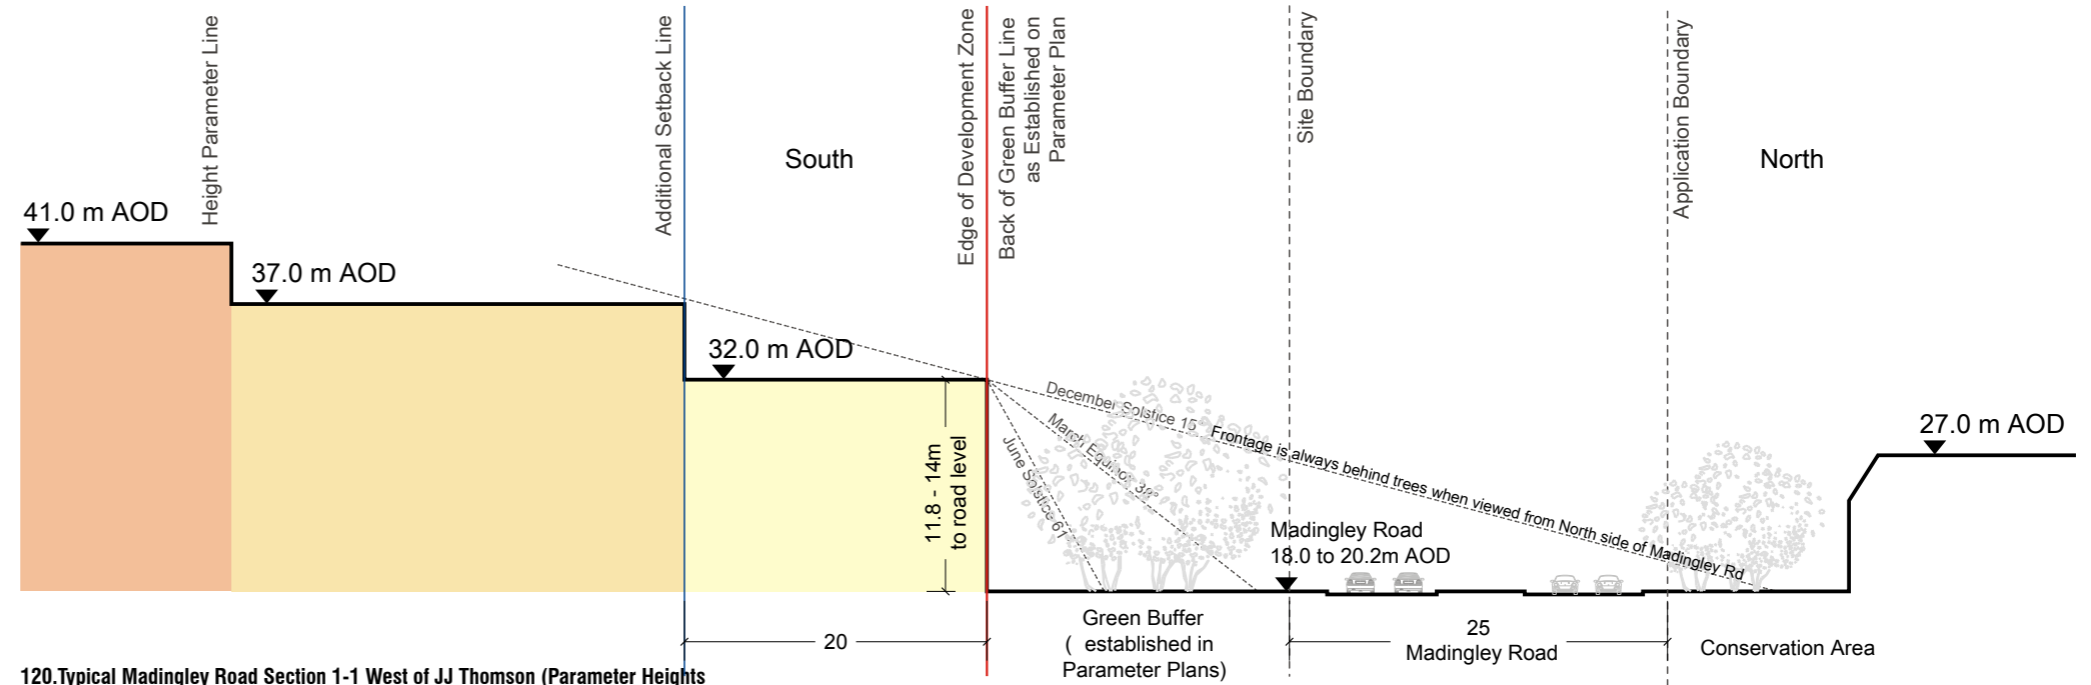 Height Parameter Line
Additional Setback Line
Edge of Development Zone
Back of Green Buffer Line
as Established on
Parameter Plan
Site Boundary
Application Boundary
South
North
41.0 m AOD
37.0 m AOD
32.0 m AOD
27.0 m AOD
December Solstice 15°
Frontage is always behind trees when viewed from North side of Madingley Rd
March Equinox 38°
June Solstice 61°
11.8 - 14m
to road level
Madingley Road
18.0 to 20.2m AOD
20
Green Buffer
( established in
Parameter Plans)
25
Madingley Road
Conservation Area
120.Typical Madingley Road Section 1-1 West of JJ Thomson (Parameter Heights